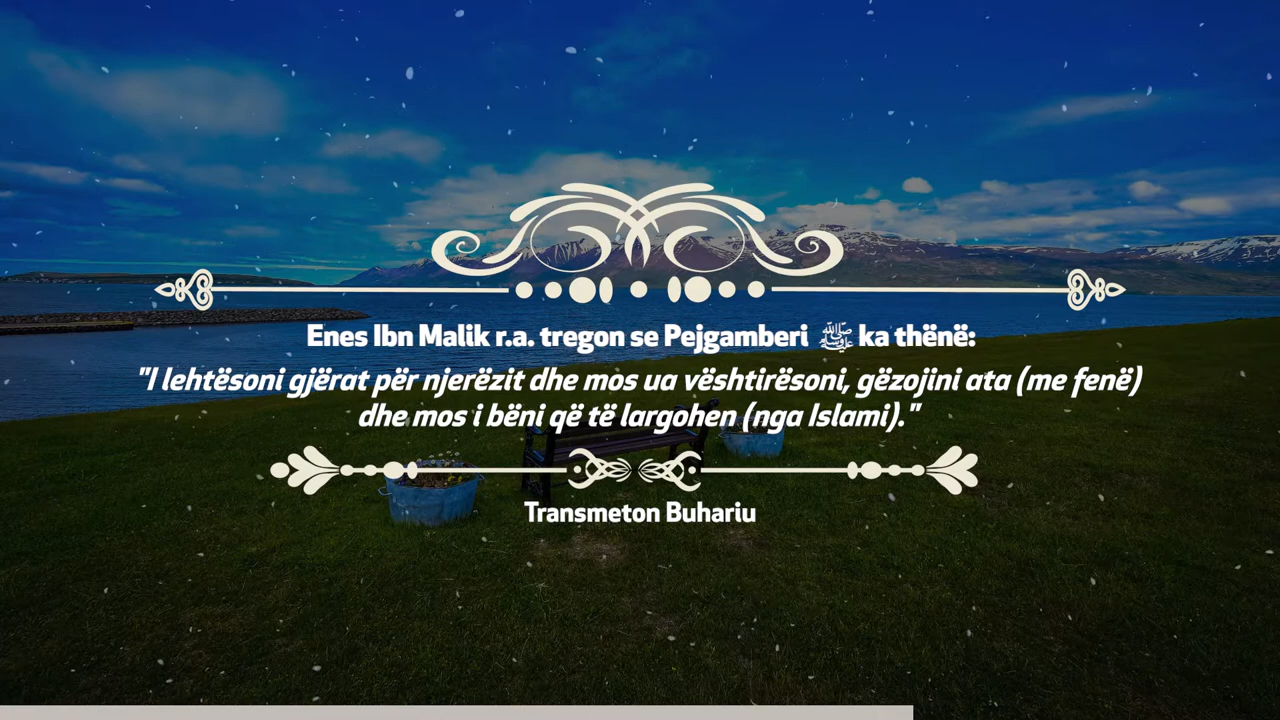 Enes Ibn Malik r.a. tregon se Pejgamberi ﷺ ka thënë:
"I lehtësoni gjërat për njerëzit dhe mos ua vështirësoni, gëzojini ata (me fenë)
dhe mos i bëni që të largohen (nga Islami)."
Transmeton Buhariu